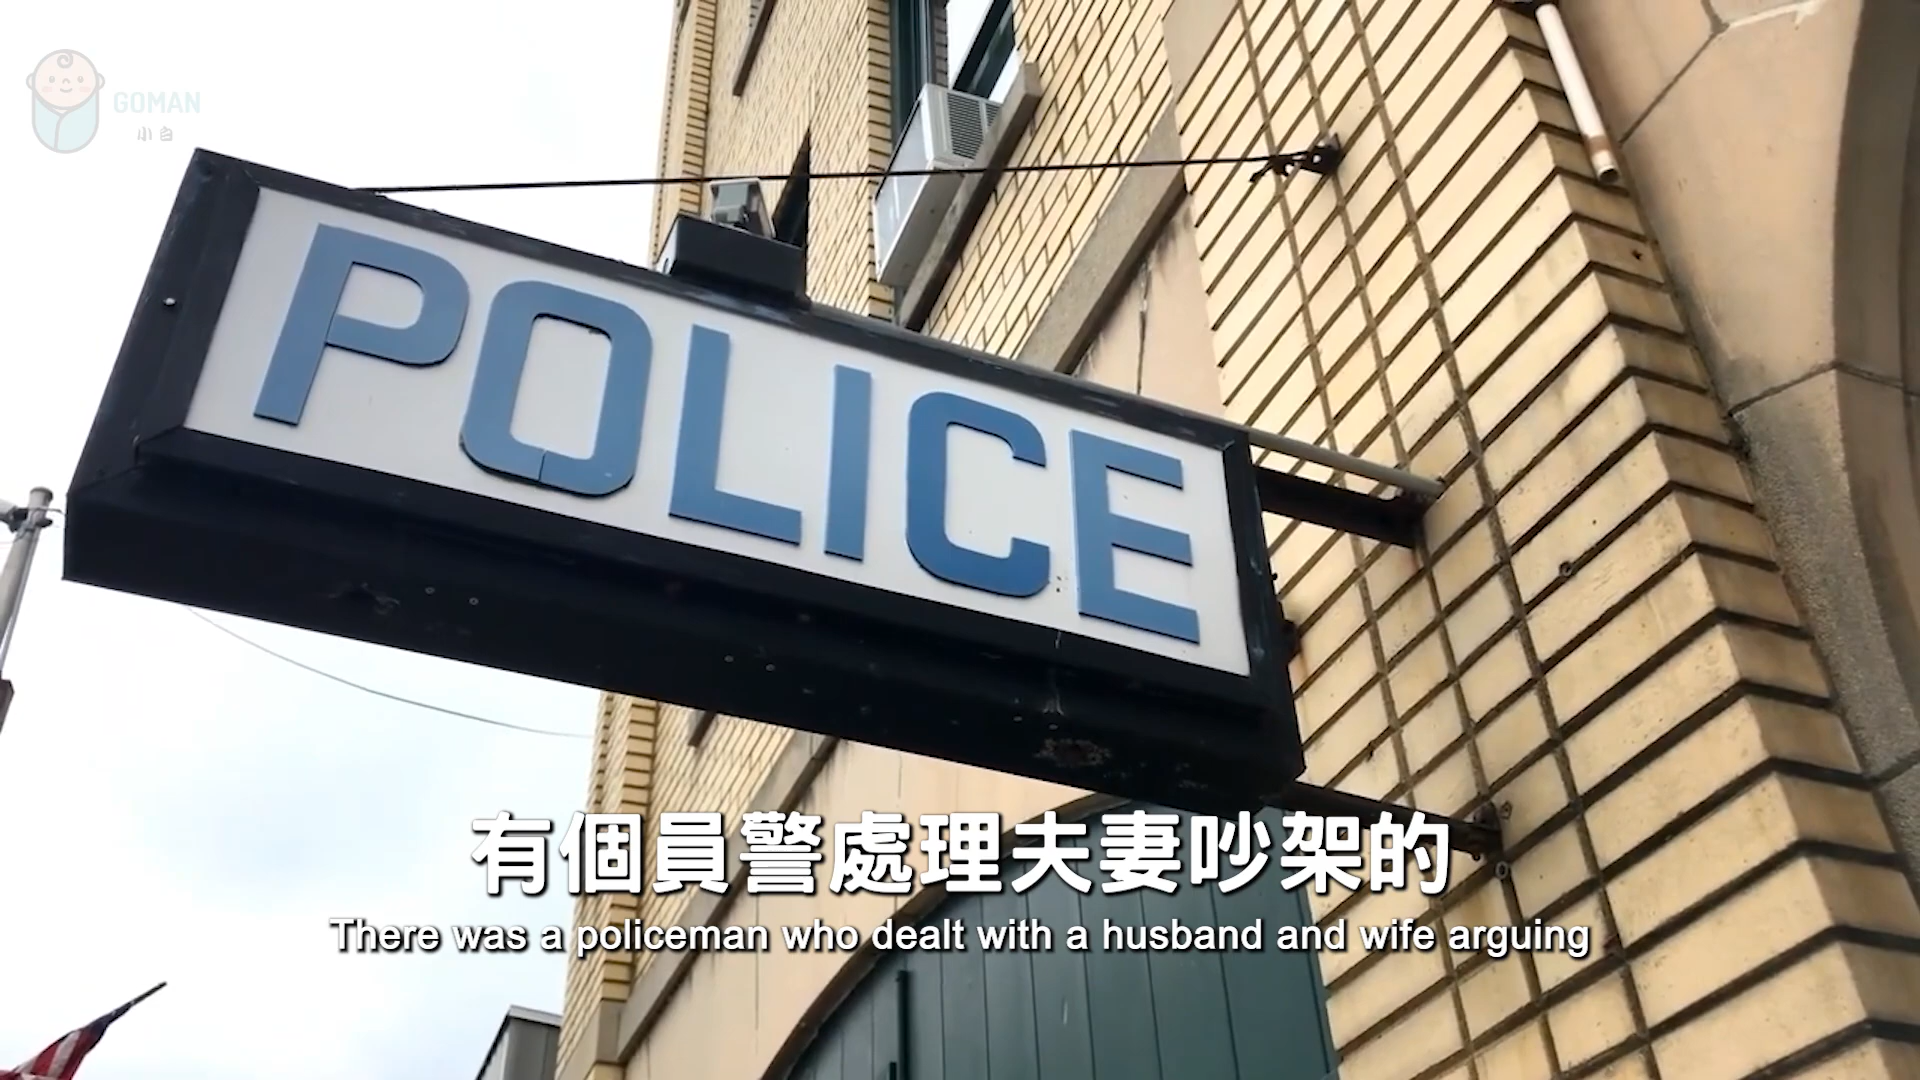 GOMAN
小白
POLICE
有個員警處理夫妻吵架的
There was a policeman who dealt with a husband and wife arguing